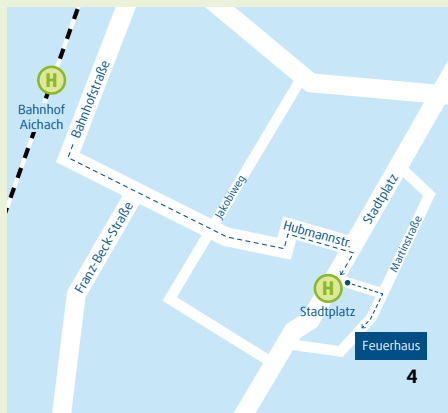 H
Bahnhof
Aichach
Bahnhofstraße
Franz-Beck-Straße
Jakobiweg
Hubmannstr.
Stadtplatz
Martinstraße
H
Stadtplatz
Feuerhaus
4